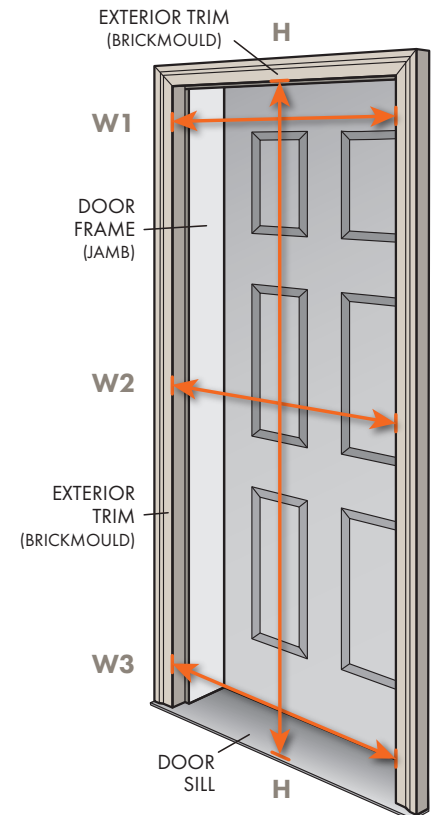 EXTERIOR TRIM
(BRICKMOULD)
H
W1
DOOR
FRAME
(JAMB)
W2
EXTERIOR
TRIM
(BRICKMOULD)
W3
DOOR
SILL
H